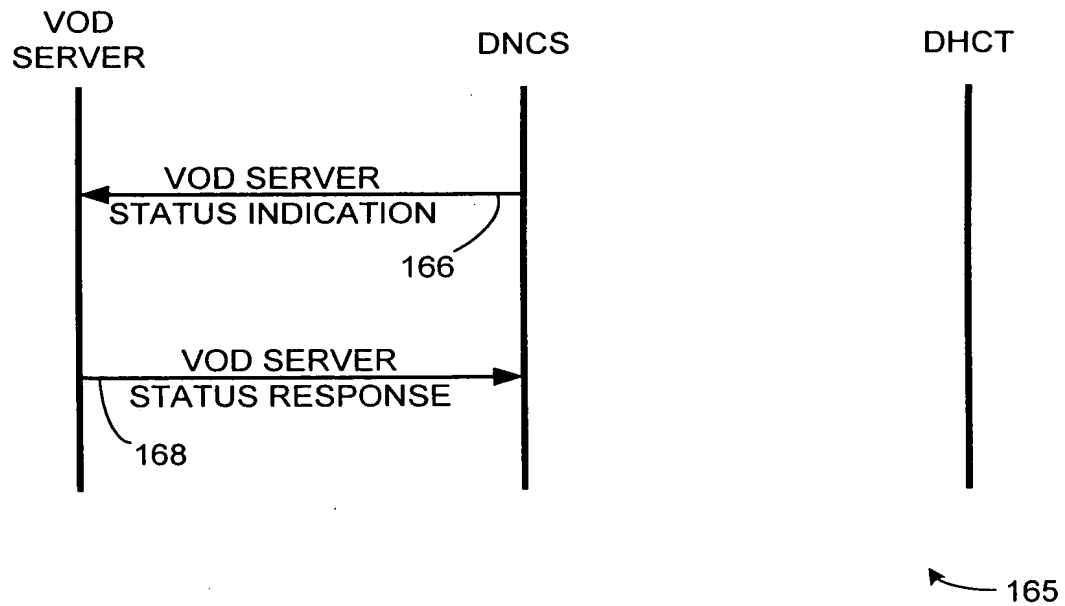 VOD
SERVER
DNCS
DHCT
VOD SERVER
STATUS INDICATION
166
VOD SERVER
STATUS RESPONSE
168
165